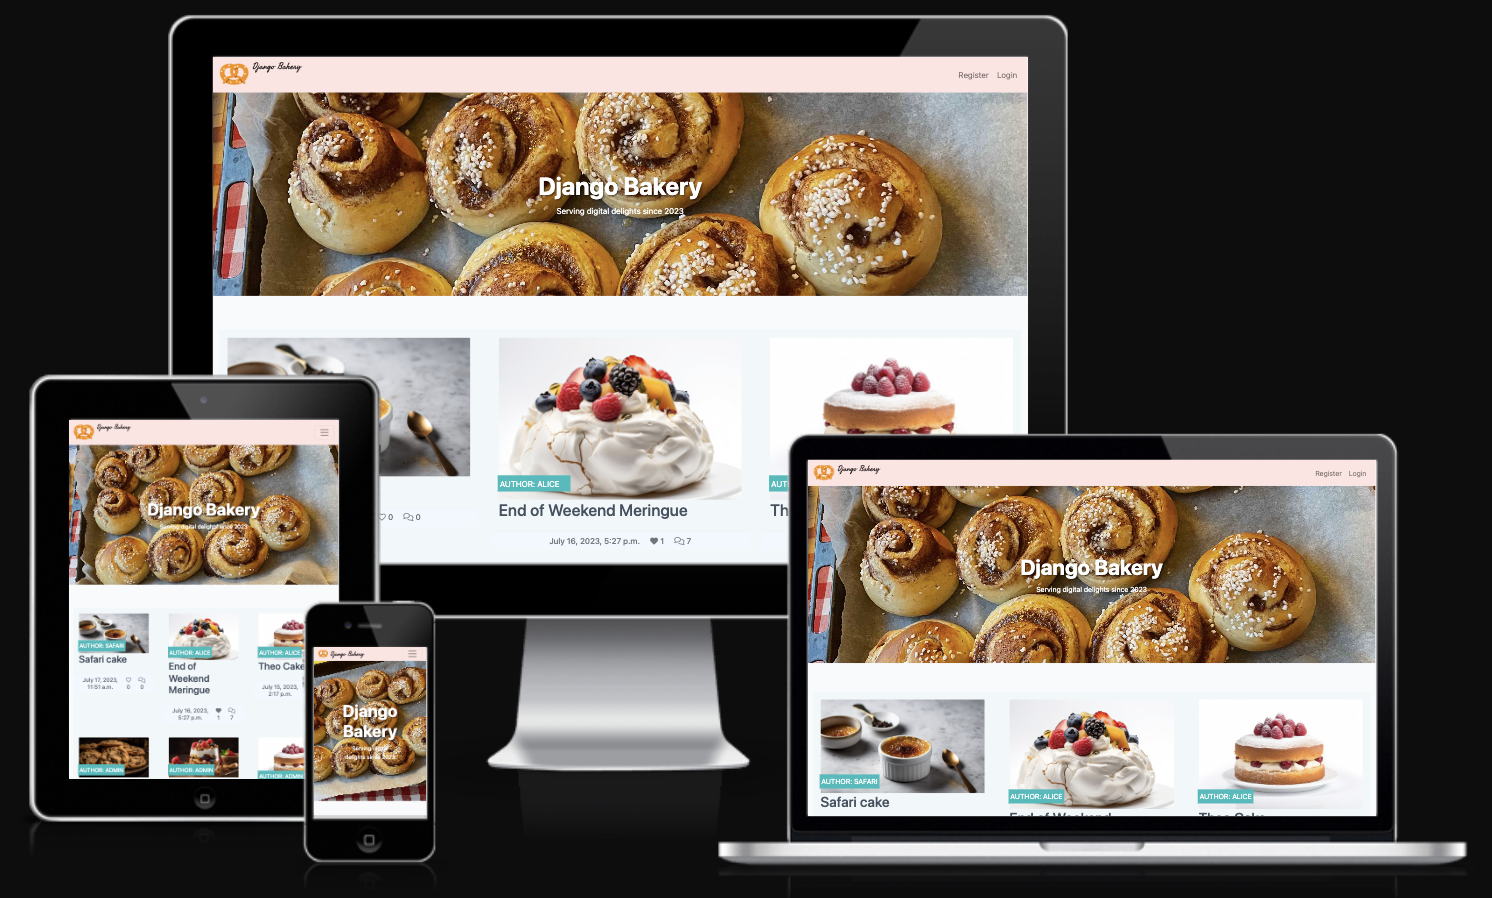 Django Bakery
Register Login
Django Bakery
Serving digital delights since 2023
0 0
AUTHOR: ALICE
End of Weekend Meringue
July 16, 2023, 5:27 p.m. 1 7
AUT
Th
Django Bakery
Django Bakery
Serving digital delights since 2023
AUTHOR: SAFARI
Safari cake
July 17, 2023,
11:51 a.m. 0 0
AUTHOR: ALICE
End of
Weekend
Meringue
July 16, 2023,
5:27 p.m. 1 7
AUTHOR: ALICE
Theo Cake
July 15, 2023,
2:17 p.m.
AUTHOR: ADMIN
AUTHOR: ADMIN
AUTHOR: ADMIN
Django Bakery
Django
Bakery
Serving digital
delights since 2023
Django Bakery
Register Login
Django Bakery
Serving digital delights since 2023
AUTHOR: SAFARI
Safari cake
AUTHOR: ALICE
End of Weekend
AUTHOR: ALICE
Theo Cake